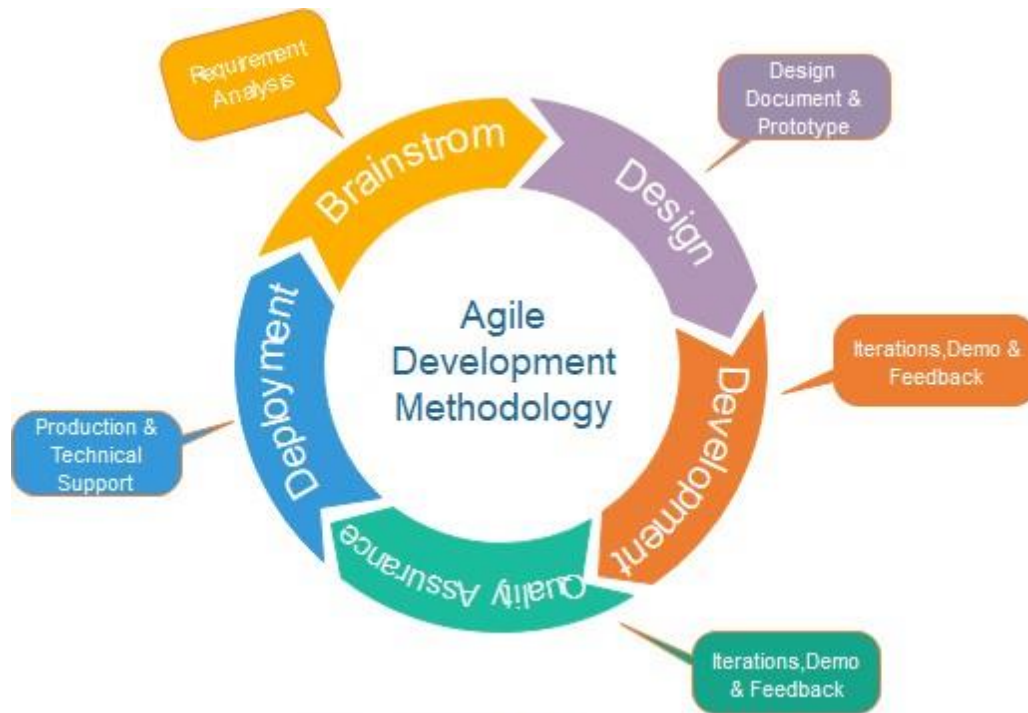 Requirement
Analysis
Brainstrom
Design
Document &
Prototype
Design
Iterations,Demo &
Feedback
Development
Iterations,Demo
& Feedback
Quality Assurance
Production &
Technical
Support
Deployment
Agile
Development
Methodology